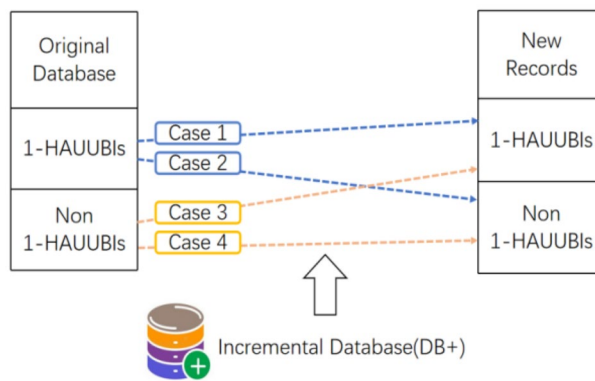 Original
Database
1-HAUUBIs
Non
1-HAUUBIs
Case 1
Case 2
Case 3
Case 4
New
Records
1-HAUUBIs
Non
1-HAUUBIs
Incremental Database(DB+)